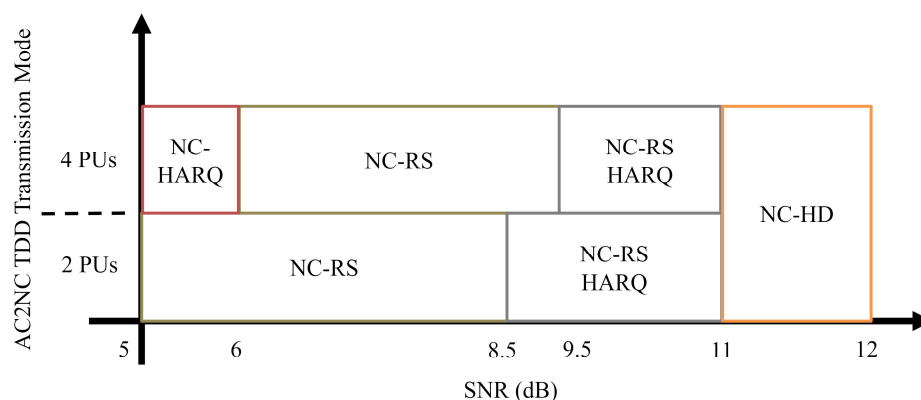 AC2NC TDD Transmission Mode
4 PUs
NC-
HARQ
NC-RS
NC-RS
HARQ
NC-HD
2 PUs
NC-RS
NC-RS
HARQ
5
6
8.5
9.5
11
12
SNR (dB)